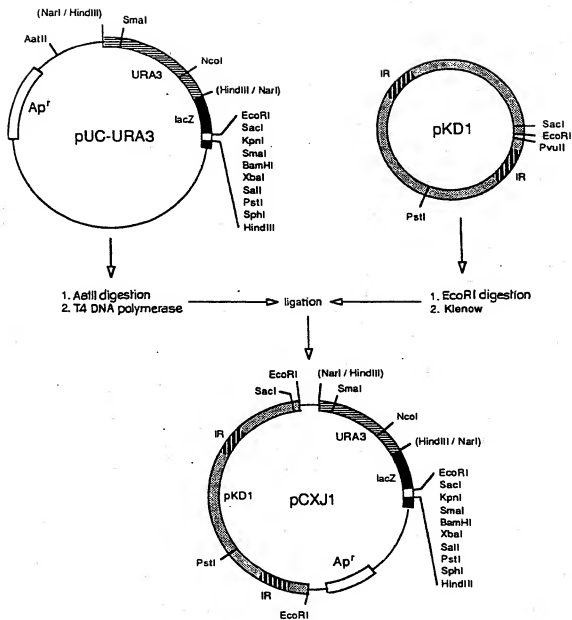 (NarI / HindIII)
SmaI
AatII
NcoI
URA3
(HindIII / NarI)
Apʳ
lacZ
pUC-URA3
EcoRI
SacI
KpnI
SmaI
BamHI
XbaI
SalI
PstI
SphI
HindIII
IR
pKD1
SacI
EcoRI
PvuII
IR
PstI
1. AatII digestion
2. T4 DNA polymerase
ligation
1. EcoRI digestion
2. Klenow
EcoRI
(NarI / HindIII)
SacI
SmaI
NcoI
URA3
(HindIII / NarI)
IR
lacZ
pKD1
pCXJ1
EcoRI
SacI
KpnI
SmaI
BamHI
XbaI
SalI
PstI
SphI
HindIII
PstI
Apʳ
IR
EcoRI